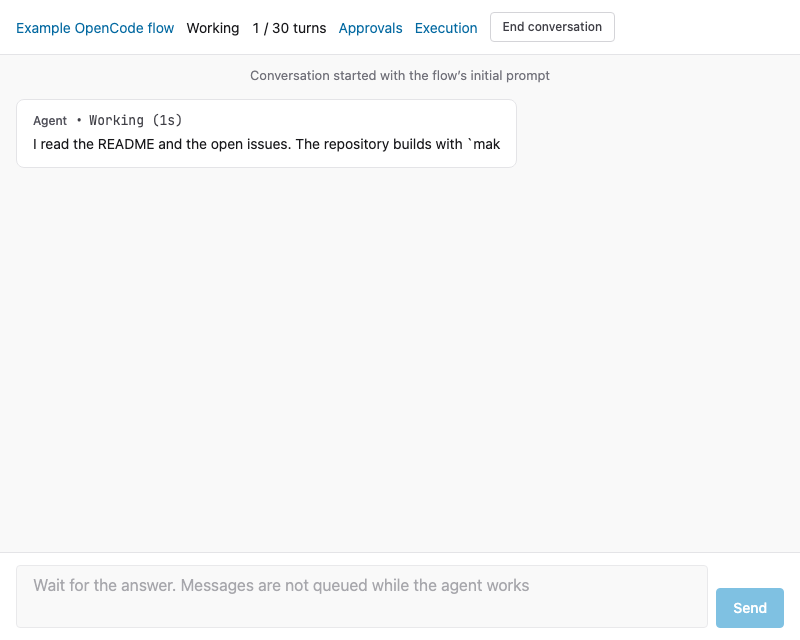 Example OpenCode flow Working 1 / 30 turns Approvals Execution End conversation
Conversation started with the flow’s initial prompt
Agent • Working (1s)
I read the README and the open issues. The repository builds with `mak
Wait for the answer. Messages are not queued while the agent works
Send